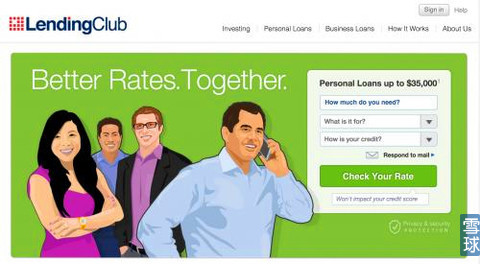 Sign in Help
LendingClub
Investing Personal Loans Business Loans How It Works About Us
Better Rates.Together.
Personal Loans up to $35,000
How much do you need?
What is it for?
How is your credit?
Respond to mail
Check Your Rate
Won't impact your credit score
Privacy & security
PROTECTION
雪球